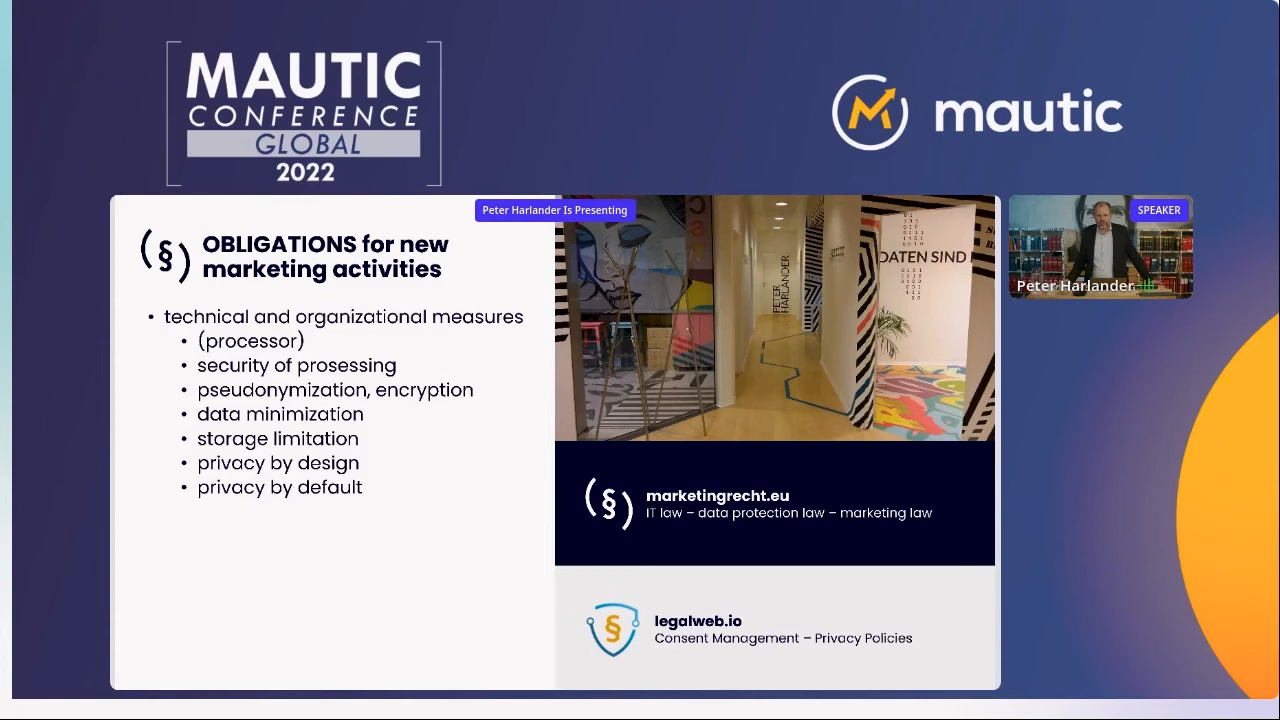 MAUTIC
CONFERENCE
GLOBAL
2022
mautic
Peter Harlander Is Presenting
SPEAKER
Peter Harlander
(§) OBLIGATIONS for new
marketing activities
• technical and organizational measures
• (processor)
• security of prosessing
• pseudonymization, encryption
• data minimization
• storage limitation
• privacy by design
• privacy by default
PETER
HARLANDER
DATEN SIND
(§) marketingrecht.eu
IT law – data protection law – marketing law
§ legalweb.io
Consent Management – Privacy Policies